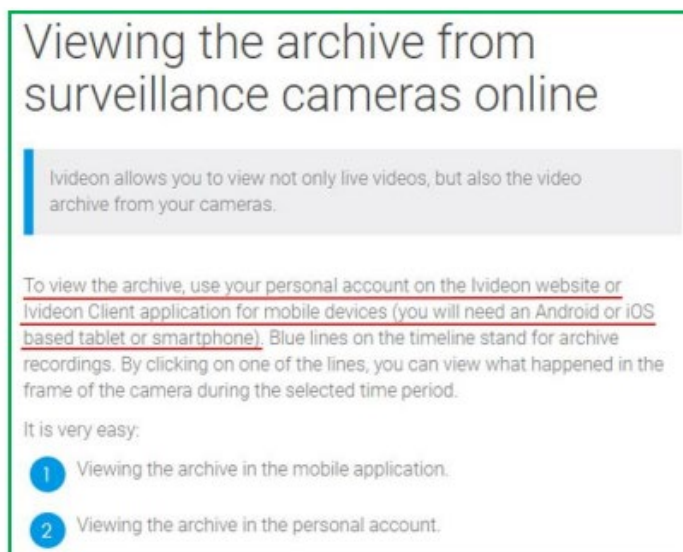 Viewing the archive from
surveillance cameras online
Ivideon allows you to view not only live videos, but also the video
archive from your cameras.
To view the archive, use your personal account on the Ivideon website or
Ivideon Client application for mobile devices (you will need an Android or iOS
based tablet or smartphone). Blue lines on the timeline stand for archive
recordings. By clicking on one of the lines, you can view what happened in the
frame of the camera during the selected time period.
It is very easy:
1 Viewing the archive in the mobile application.
2 Viewing the archive in the personal account.